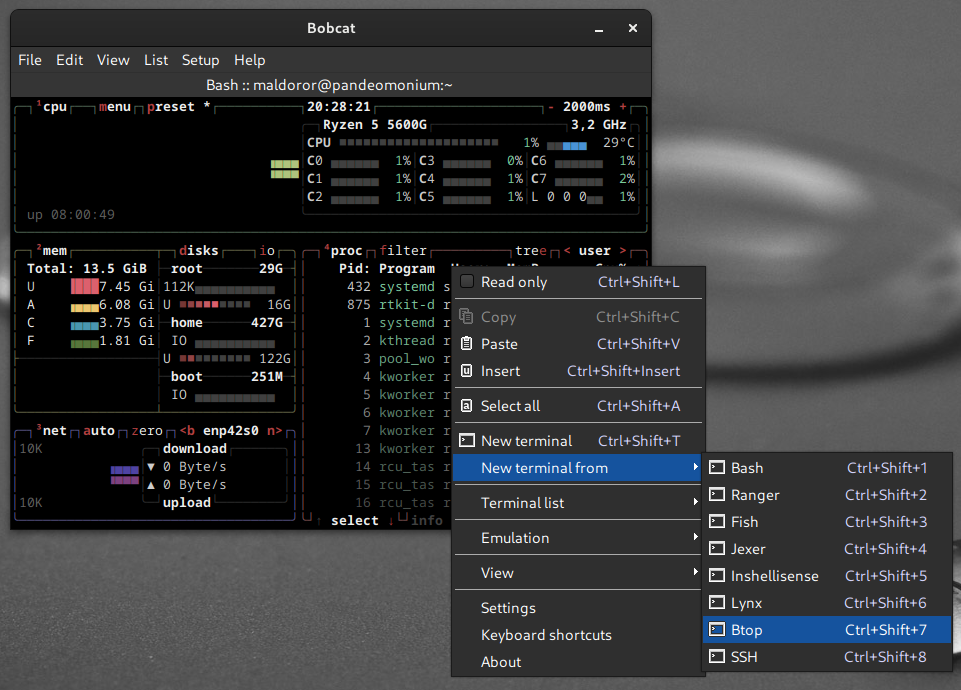 Bobcat
File Edit View List Setup Help
Bash :: maldoror@pandeomonium:~
¹cpu menu preset * 20:28:21 - 2000ms +
Ryzen 5 5600G 3,2 GHz
CPU 1% 29°C
C0 1% C3 0% C6 1%
C1 1% C4 1% C7 2%
C2 1% C5 1% L 0 0 0 1%
up 08:00:49
²mem disks io
Total: 13.5 GiB root 29G
U 7.45 Gi 112K
A 6.08 Gi U 16G
C 3.75 Gi home 427G
F 1.81 Gi IO
U 122G
boot 251M
IO
³net auto zero <b enp42s0 n>
10K download
▼ 0 Byte/s
▲ 0 Byte/s
10K upload
⁴proc filter tree < user >
Pid: Program
432 systemd s
875 rtkit-d r
1 systemd r
2 kthread r
3 pool_wo r
4 kworker r
5 kworker r
6 kworker r
7 kworker r
13 kworker r
14 rcu_tas r
15 rcu_tas r
16 rcu_tas r
↑ select ↓ info
Read only Ctrl+Shift+L
Copy Ctrl+Shift+C
Paste Ctrl+Shift+V
Insert Ctrl+Shift+Insert
Select all Ctrl+Shift+A
New terminal Ctrl+Shift+T
New terminal from
Terminal list
Emulation
View
Settings
Keyboard shortcuts
About
Bash Ctrl+Shift+1
Ranger Ctrl+Shift+2
Fish Ctrl+Shift+3
Jexer Ctrl+Shift+4
Inshellisense Ctrl+Shift+5
Lynx Ctrl+Shift+6
Btop Ctrl+Shift+7
SSH Ctrl+Shift+8